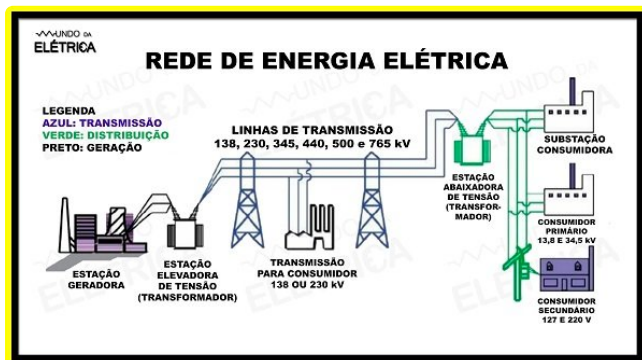 MUNDO DA
ELÉTRICA
REDE DE ENERGIA ELÉTRICA
LEGENDA
AZUL: TRANSMISSÃO
VERDE: DISTRIBUIÇÃO
PRETO: GERAÇÃO
LINHAS DE TRANSMISSÃO
138, 230, 345, 440, 500 e 765 kV
ESTAÇÃO
GERADORA
ESTAÇÃO
ELEVADORA
DE TENSÃO
(TRANSFORMADOR)
TRANSMISSÃO
PARA CONSUMIDOR
138 OU 230 kV
ESTAÇÃO
ABAIXADORA
DE TENSÃO
(TRANSFOR-
MADOR)
SUBSTAÇÃO
CONSUMIDORA
CONSUMIDOR
PRIMÁRIO
13,8 E 34,5 kV
CONSUMIDOR
SECUNDÁRIO
127 E 220 V